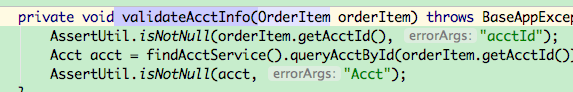 private void validateAcctInfo(OrderItem orderItem) throws BaseAppExcep
AssertUtil.isNotNull(orderItem.getAcctId(), errorArgs: "acctId");
Acct acct = findAcctService().queryAcctById(orderItem.getAcctId()
AssertUtil.isNotNull(acct, errorArgs: "Acct");